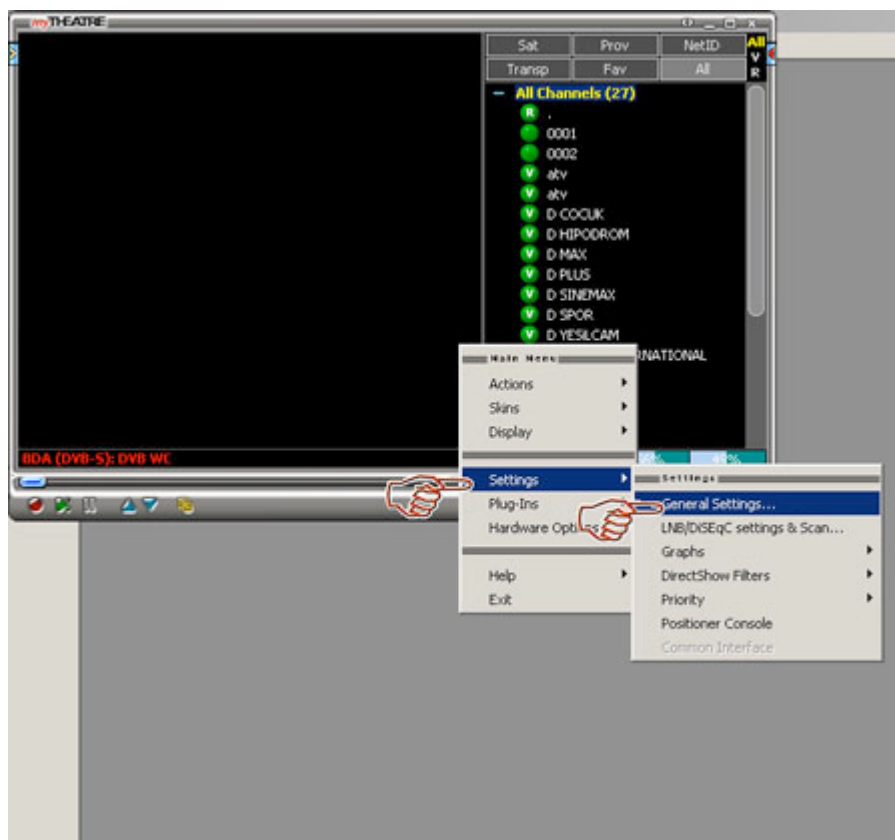 myTHEATRE
Sat Prov NetID All
V
Transp Fav All R
All Channels (27)
R .
0001
0002
V atv
V atv
V D COCUK
V D HIPODROM
V D MAX
V D PLUS
V D SINEMAX
V D SPOR
V D YESILCAM
RNATIONAL
Main Menu
Actions
Skins
Display
BDA (DVB-S): DVB WC
Settings
Plug-Ins
Hardware Options
Help
Exit
Settings
General Settings...
LNB/DiSEqC settings & Scan...
Graphs
DirectShow Filters
Priority
Positioner Console
Common Interface